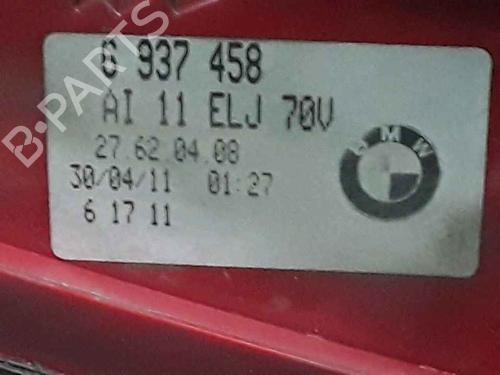 6 937 458
AI 11 ELJ 70V
27.62.04.08
30/04/11 01:27
6 17 11
BMW
B-PARTS